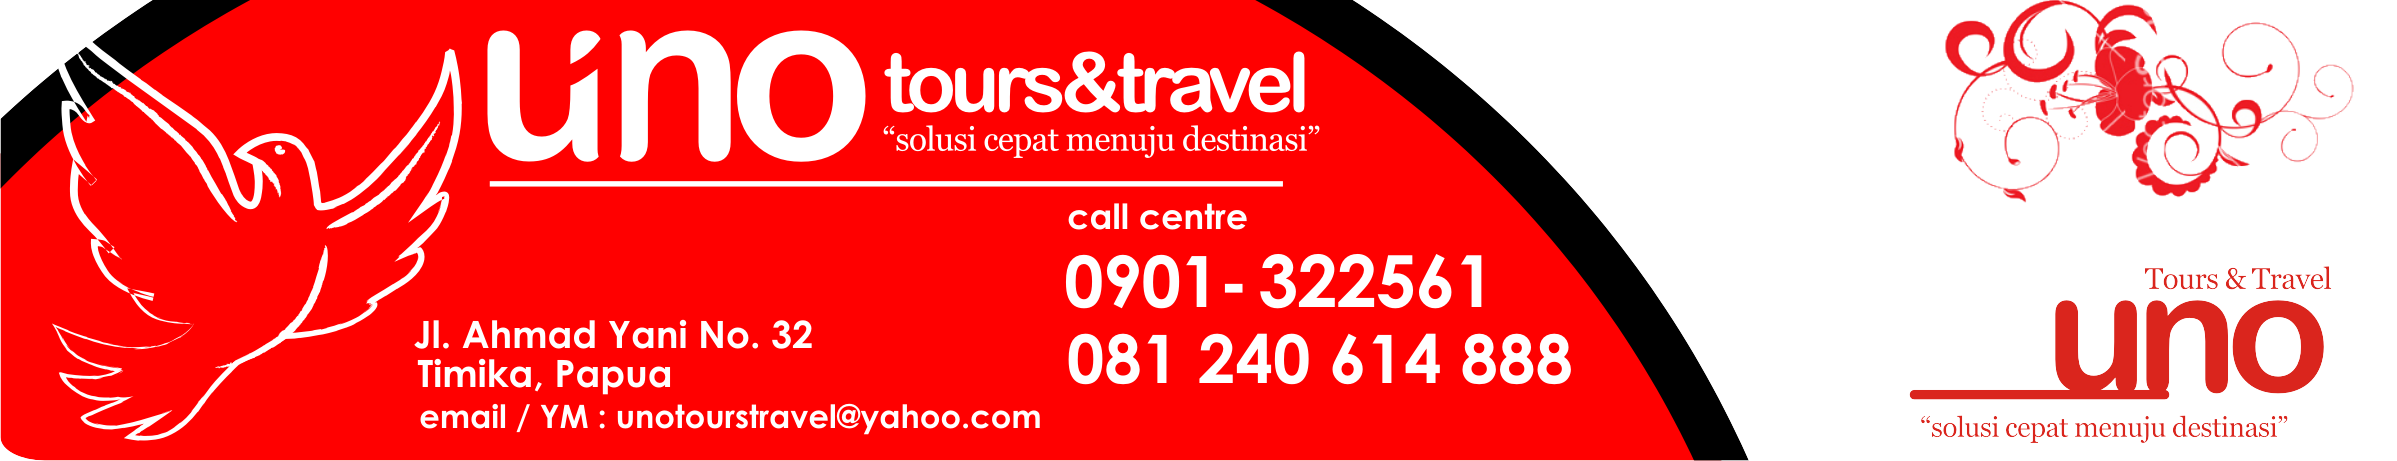 uno tours&travel
“solusi cepat menuju destinasi”
call centre
0901- 322561
081 240 614 888
Jl. Ahmad Yani No. 32
Timika, Papua
email / YM : unotourstravel@yahoo.com
Tours & Travel
uno
“solusi cepat menuju destinasi”